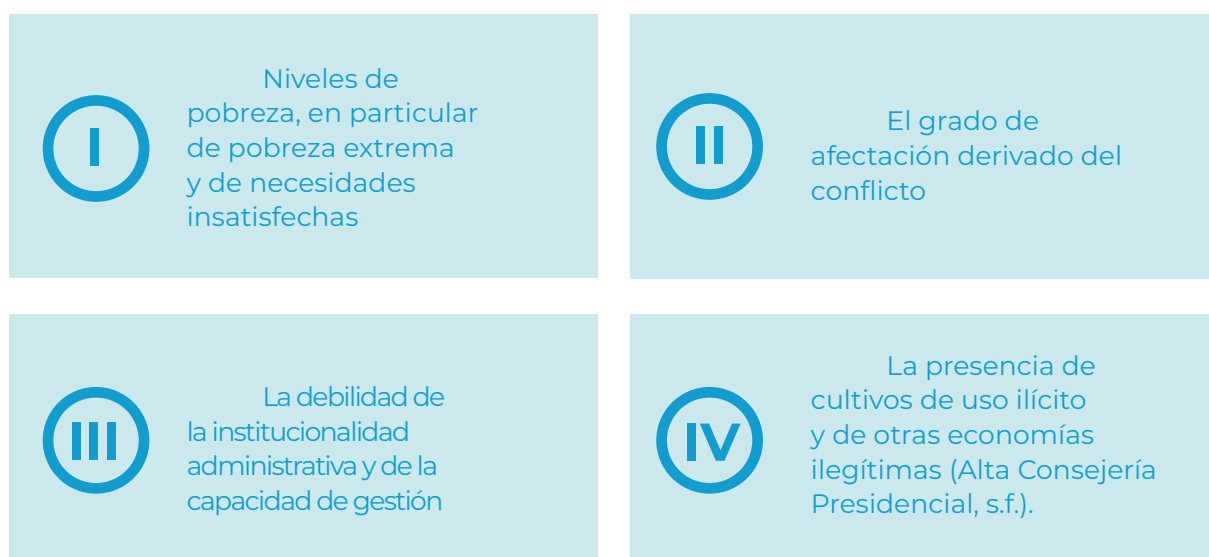 I
Niveles de
pobreza, en particular
de pobreza extrema
y de necesidades
insatisfechas
II
El grado de
afectación derivado del
conflicto
III
La debilidad de
la institucionalidad
administrativa y de la
capacidad de gestión
IV
La presencia de
cultivos de uso ilícito
y de otras economías
ilegítimas (Alta Consejería
Presidencial, s.f.).